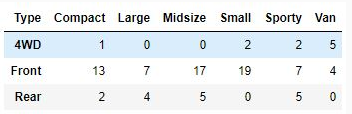 Type Compact Large Midsize Small Sporty Van
4WD 1 0 0 2 2 5
Front 13 7 17 19 7 4
Rear 2 4 5 0 5 0